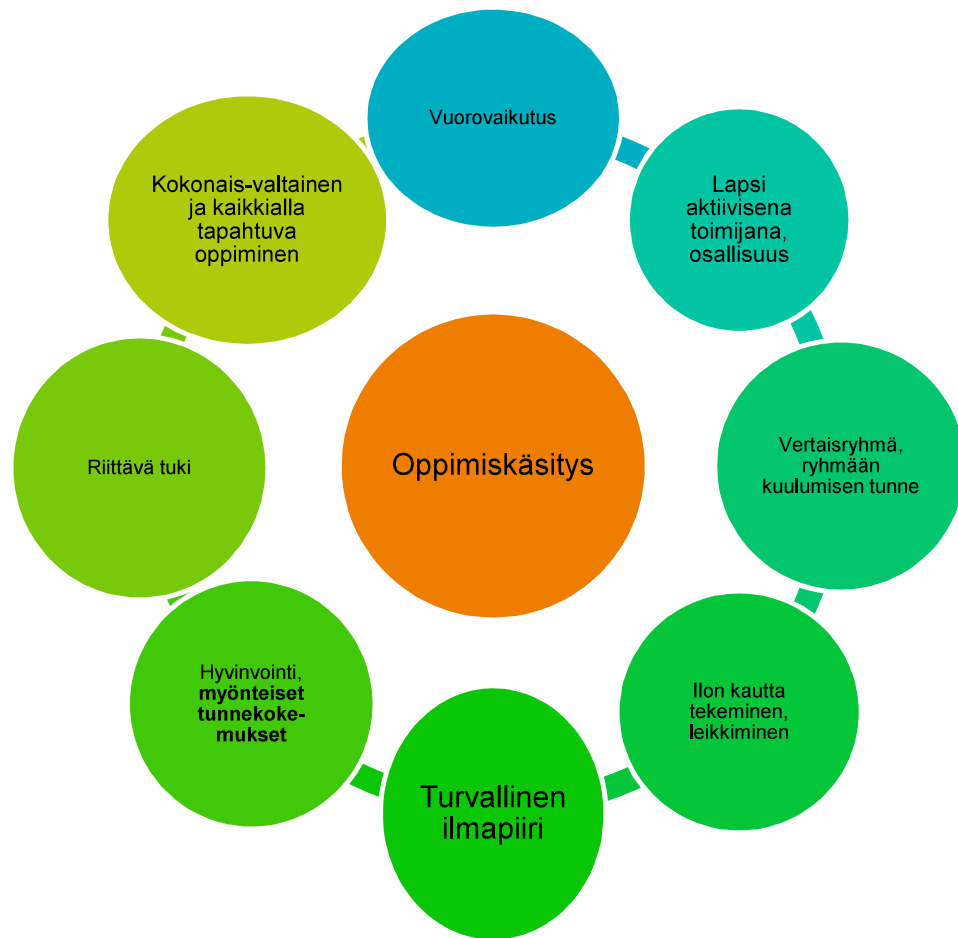 Vuorovaikutus
Lapsi
aktiivisena
toimijana,
osallisuus
Vertaisryhmä,
ryhmään
kuulumisen tunne
Ilon kautta
tekeminen,
leikkiminen
Turvallinen
ilmapiiri
Hyvinvointi,
myönteiset
tunnekoke-
mukset
Riittävä tuki
Kokonais-valtainen
ja kaikkialla
tapahtuva
oppiminen
Oppimiskäsitys